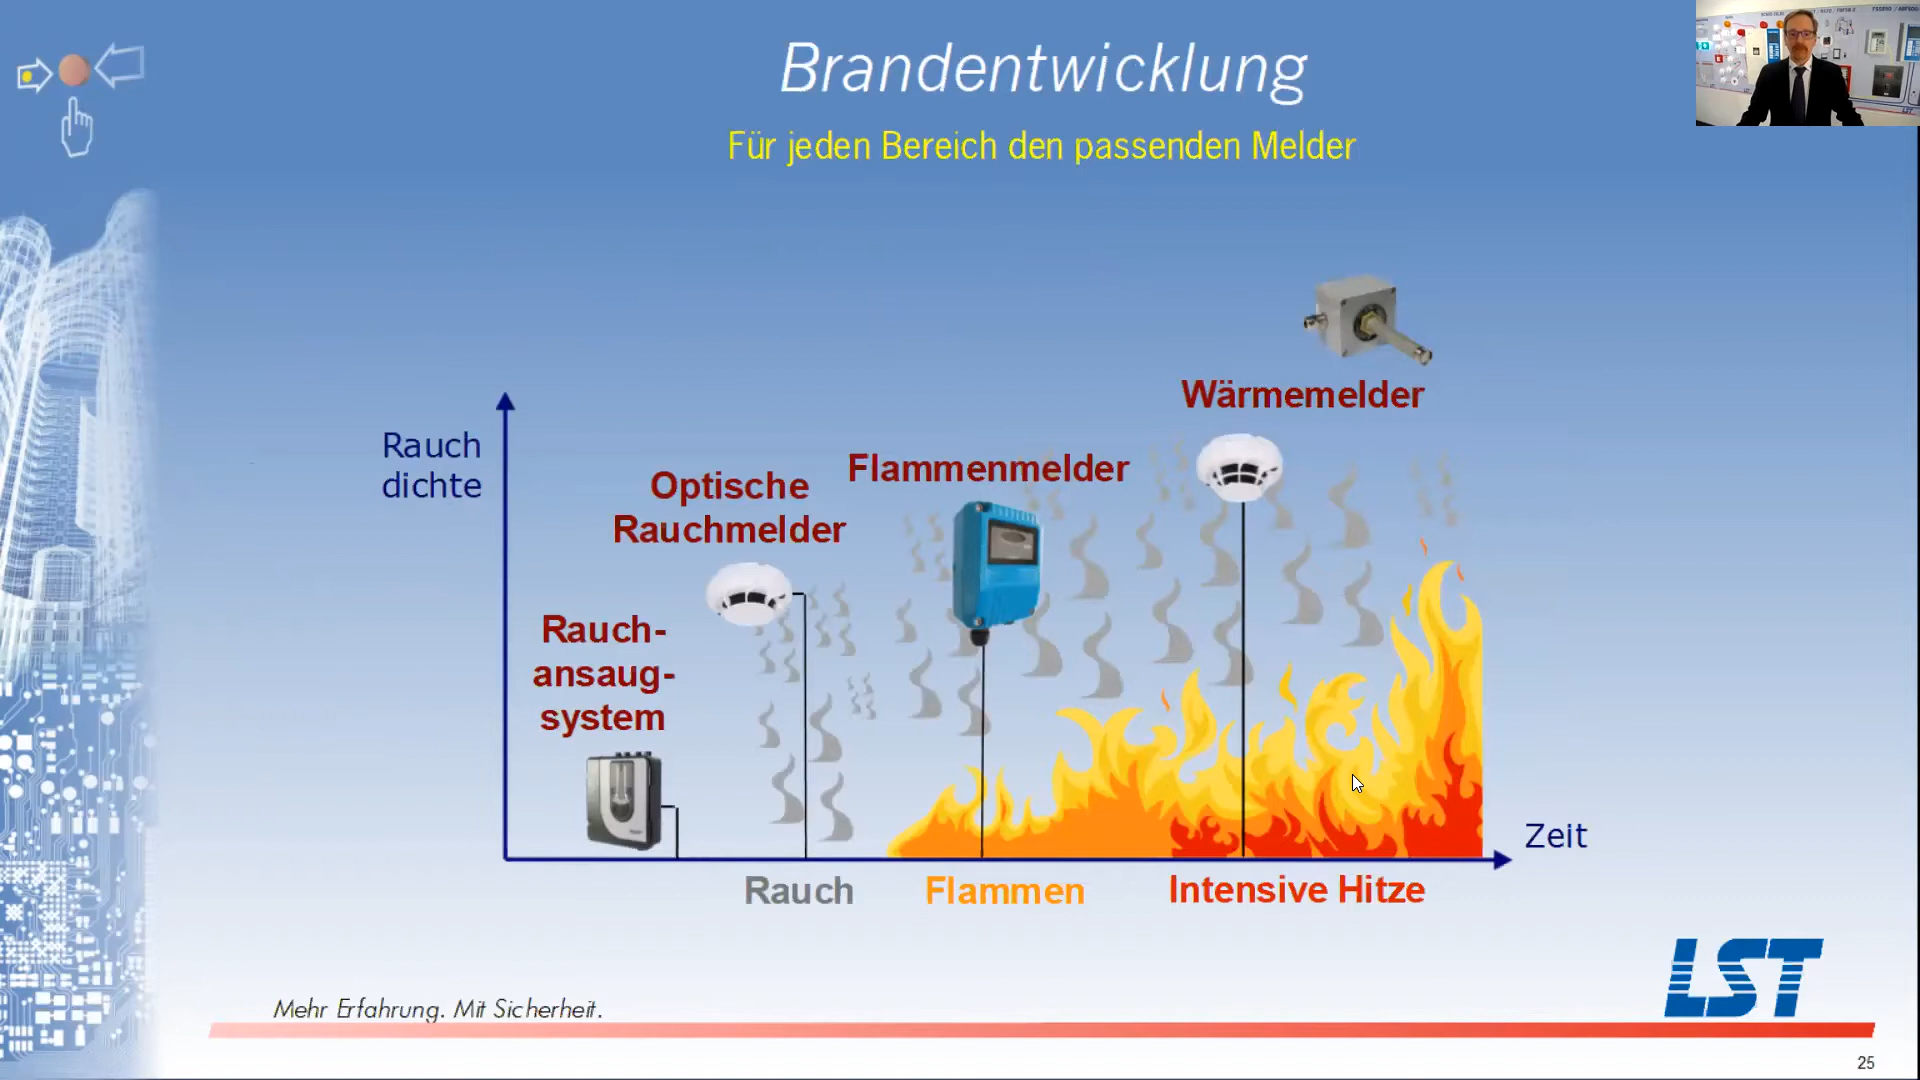 Brandentwicklung
Für jeden Bereich den passenden Melder
Wärmemelder
Rauch
dichte
Flammenmelder
Optische
Rauchmelder
Rauch-
ansaug-
system
Zeit
Rauch
Flammen
Intensive Hitze
LST
Mehr Erfahrung. Mit Sicherheit.
25